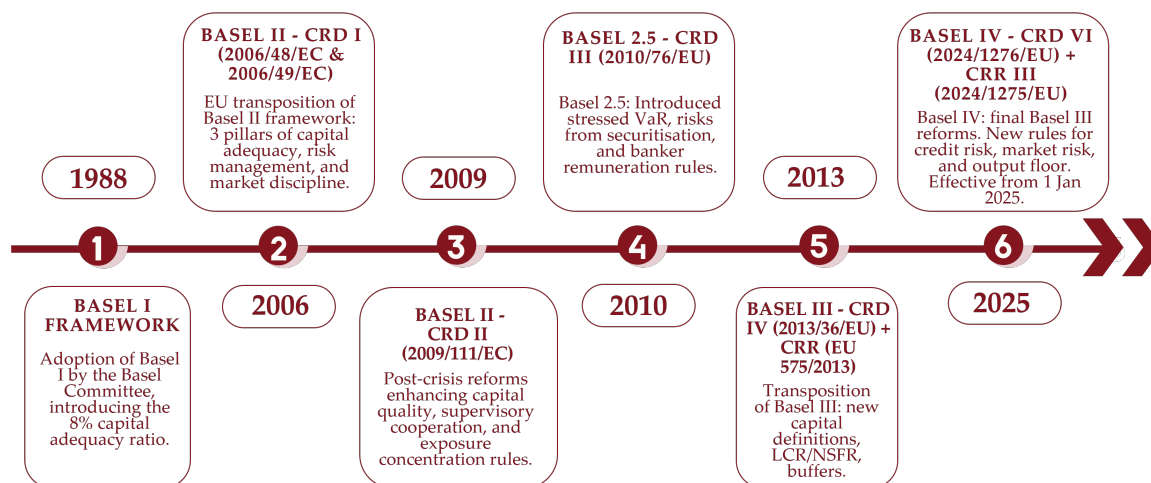 BASEL II - CRD I
(2006/48/EC &
2006/49/EC)
EU transposition of
Basel II framework:
3 pillars of capital
adequacy, risk
management, and
market discipline.
BASEL 2.5 - CRD
III (2010/76/EU)
Basel 2.5: Introduced
stressed VaR, risks
from securitisation,
and banker
remuneration rules.
BASEL IV - CRD VI
(2024/1276/EU) +
CRR III
(2024/1275/EU)
Basel IV: final Basel III
reforms. New rules for
credit risk, market risk,
and output floor.
Effective from 1 Jan
2025.
1988
2009
2013
1
2
3
4
5
6
2006
2010
2025
BASEL I
FRAMEWORK
Adoption of Basel
I by the Basel
Committee,
introducing the
8% capital
adequacy ratio.
BASEL II -
CRD II
(2009/111/EC)
Post-crisis reforms
enhancing capital
quality, supervisory
cooperation, and
exposure
concentration rules.
BASEL III - CRD
IV (2013/36/EU) +
CRR (EU
575/2013)
Transposition
of Basel III: new
capital
definitions,
LCR/NSFR,
buffers.